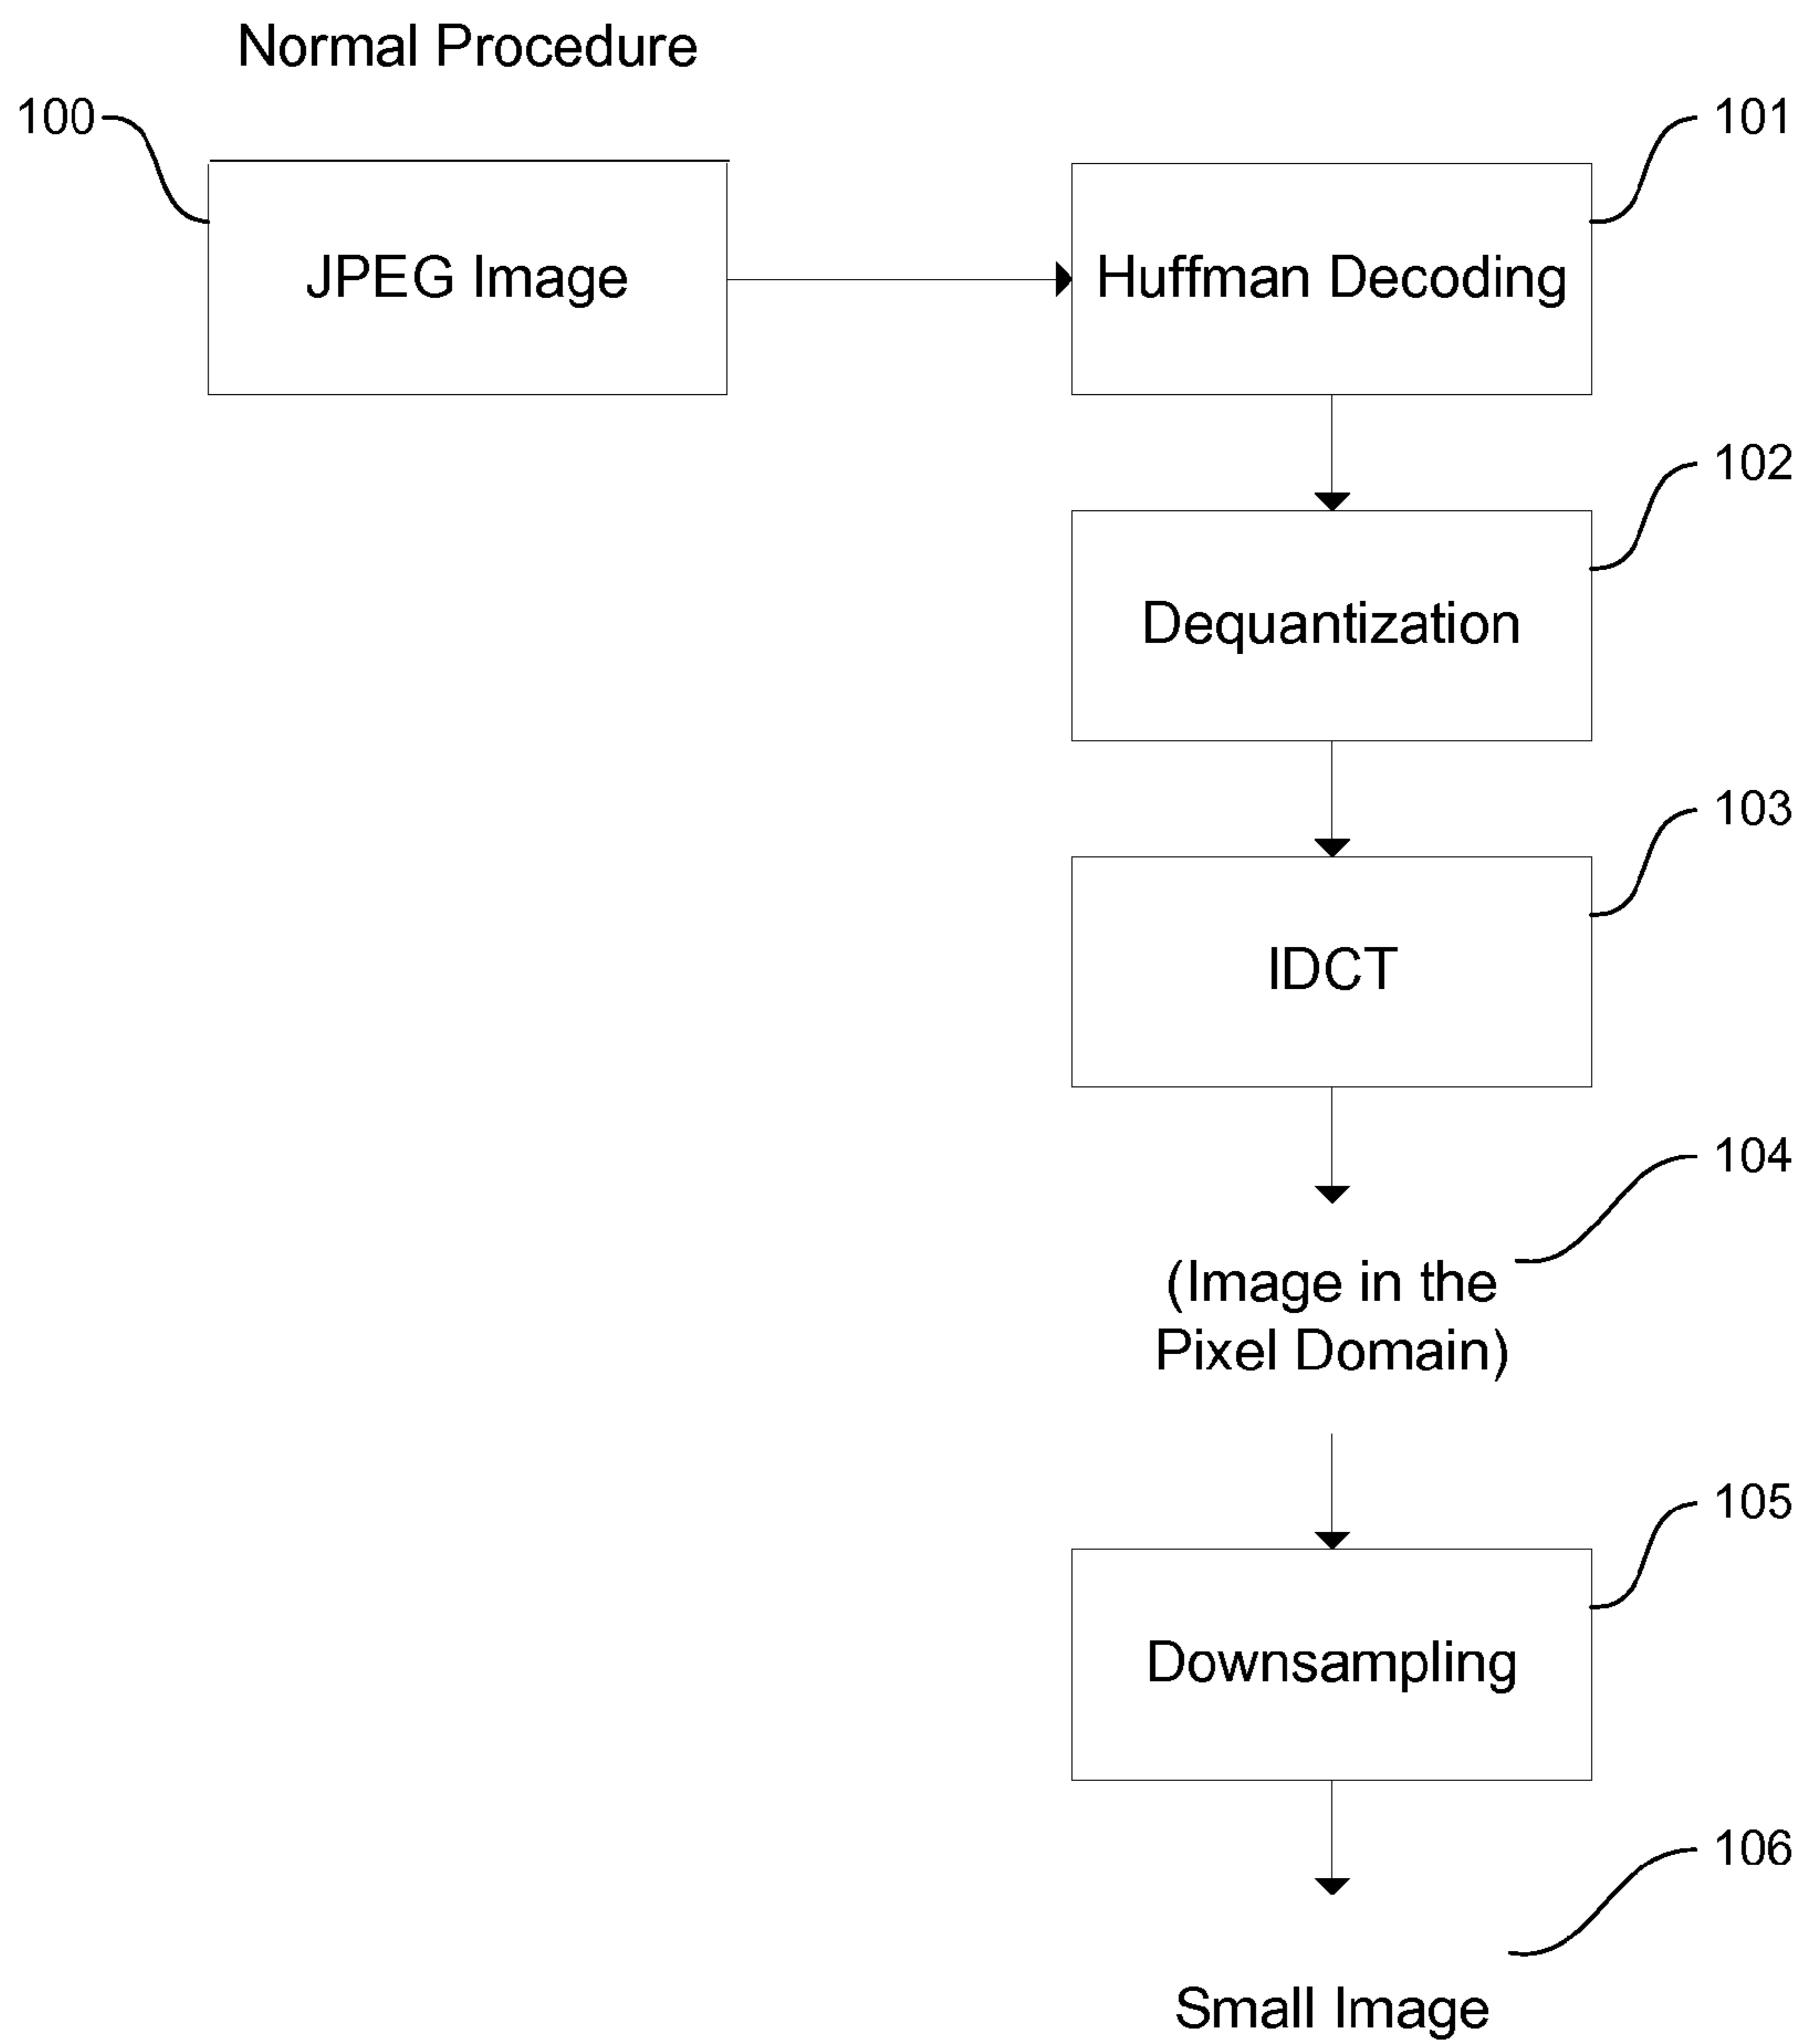 Normal Procedure
100
101
JPEG Image
Huffman Decoding
102
Dequantization
103
IDCT
104
(Image in the
Pixel Domain)
105
Downsampling
106
Small Image